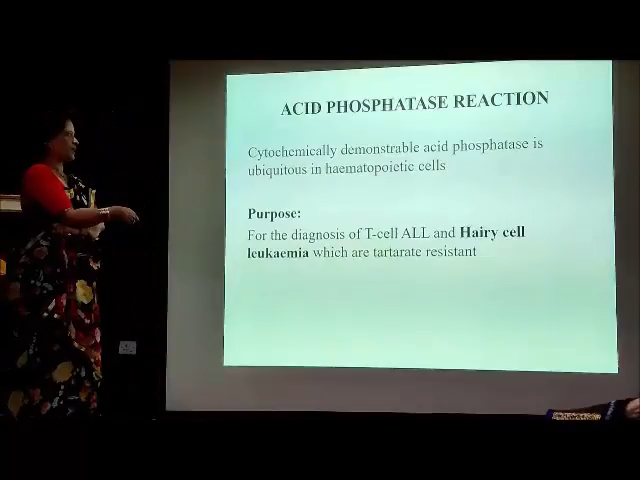 ACID PHOSPHATASE REACTION
Cytochemically demonstrable acid phosphatase is
ubiquitous in haematopoietic cells
Purpose:
For the diagnosis of T-cell ALL and Hairy cell
leukaemia which are tartarate resistant